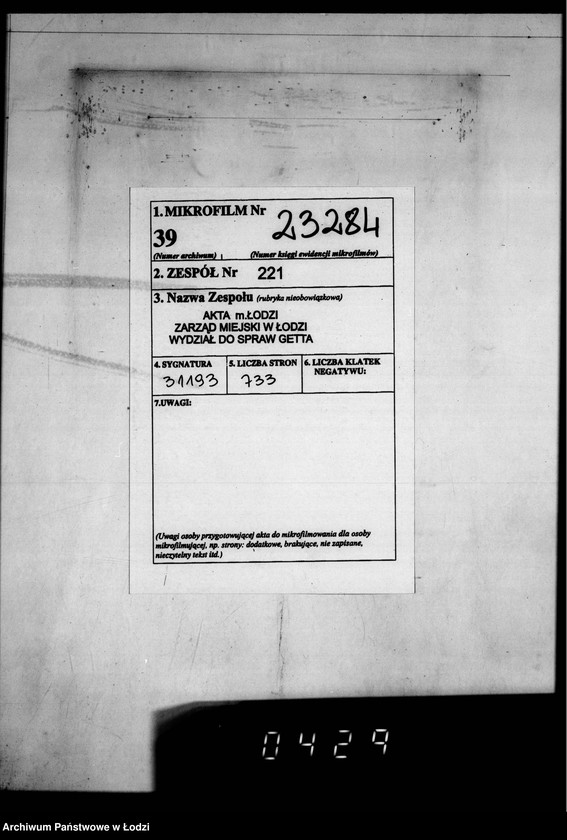 1. MIKROFILM Nr 23284
39
(Numer archiwum) (Numer księgi ewidencji mikrofilmów)
2. ZESPÓŁ Nr 221
3. Nazwa Zespołu (rubryka nieobowiązkowa)
AKTA m.ŁODZI
ZARZĄD MIEJSKI W ŁODZI
WYDZIAŁ DO SPRAW GETTA
4. SYGNATURA 5. LICZBA STRON 6. LICZBA KLATEK
NEGATYWU:
31193 733
7.UWAGI:
(Uwagi osoby przygotowującej akta do mikrofilmowania dla osoby
mikrofilmującej, np. strony: dodatkowe, brakujące, nie zapisane,
nieczytelny tekst itd.)
0429
Archiwum Państwowe w Łodzi